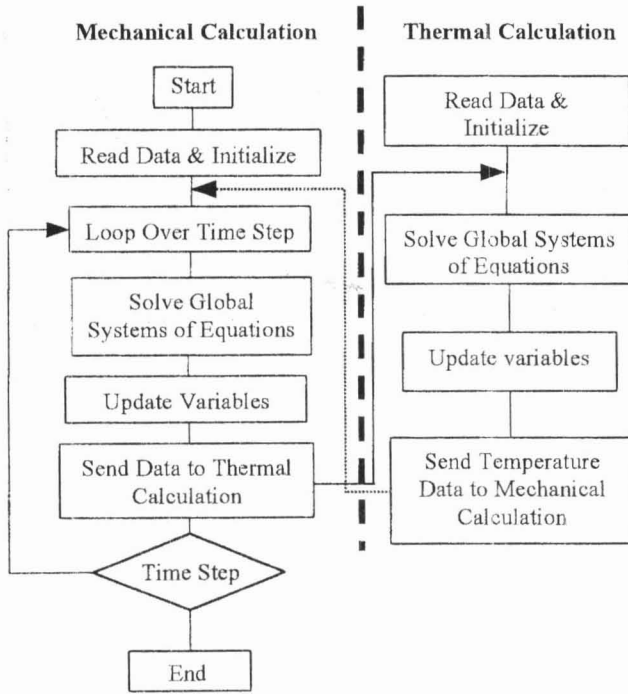 Mechanical Calculation
Start
Read Data & Initialize
Loop Over Time Step
Solve Global
Systems of Equations
Update Variables
Send Data to Thermal
Calculation
Time Step
End
Thermal Calculation
Read Data &
Initialize
Solve Global Systems
of Equations
Update variables
Send Temperature
Data to Mechanical
Calculation